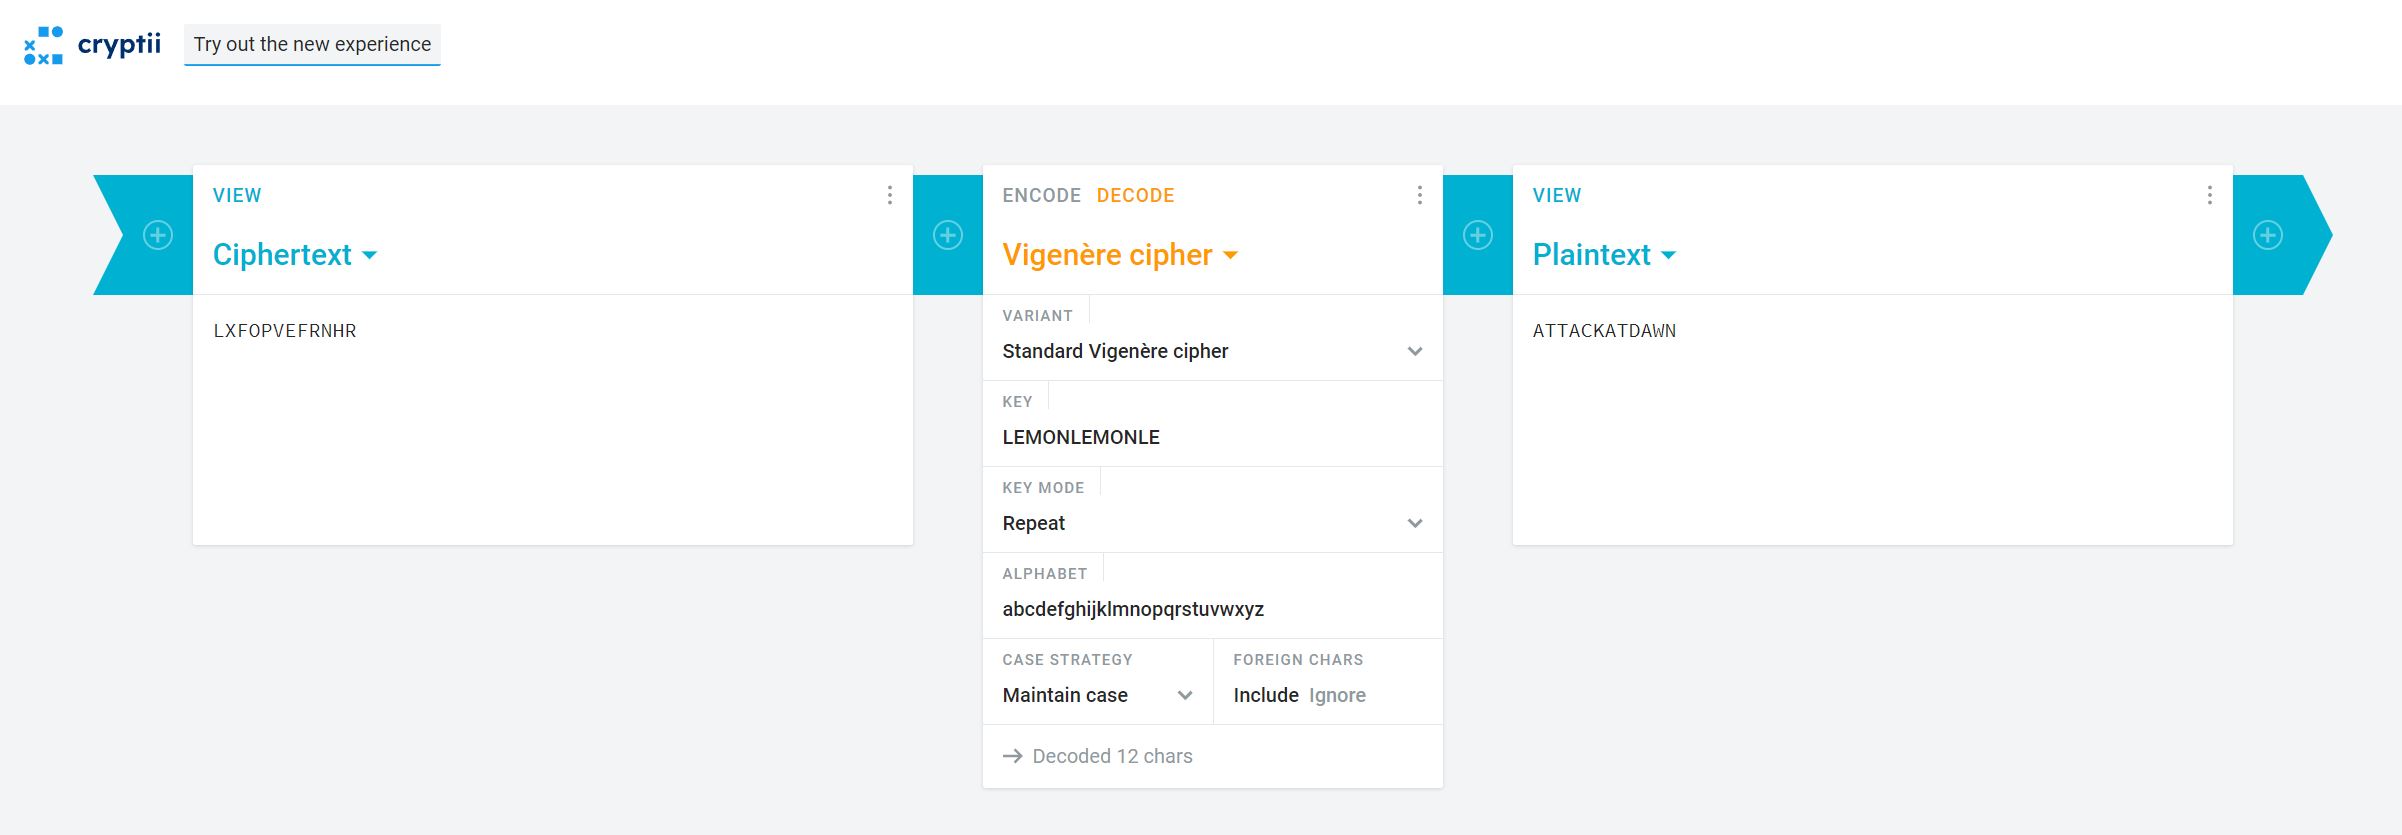 cryptii
Try out the new experience
VIEW
Ciphertext
LXFOPVEFRNHR
ENCODE DECODE
Vigenère cipher
VARIANT
Standard Vigenère cipher
KEY
LEMONLEMONLE
KEY MODE
Repeat
ALPHABET
abcdefghijklmnopqrstuvwxyz
CASE STRATEGY
Maintain case
FOREIGN CHARS
Include Ignore
→ Decoded 12 chars
VIEW
Plaintext
ATTACKATDAWN